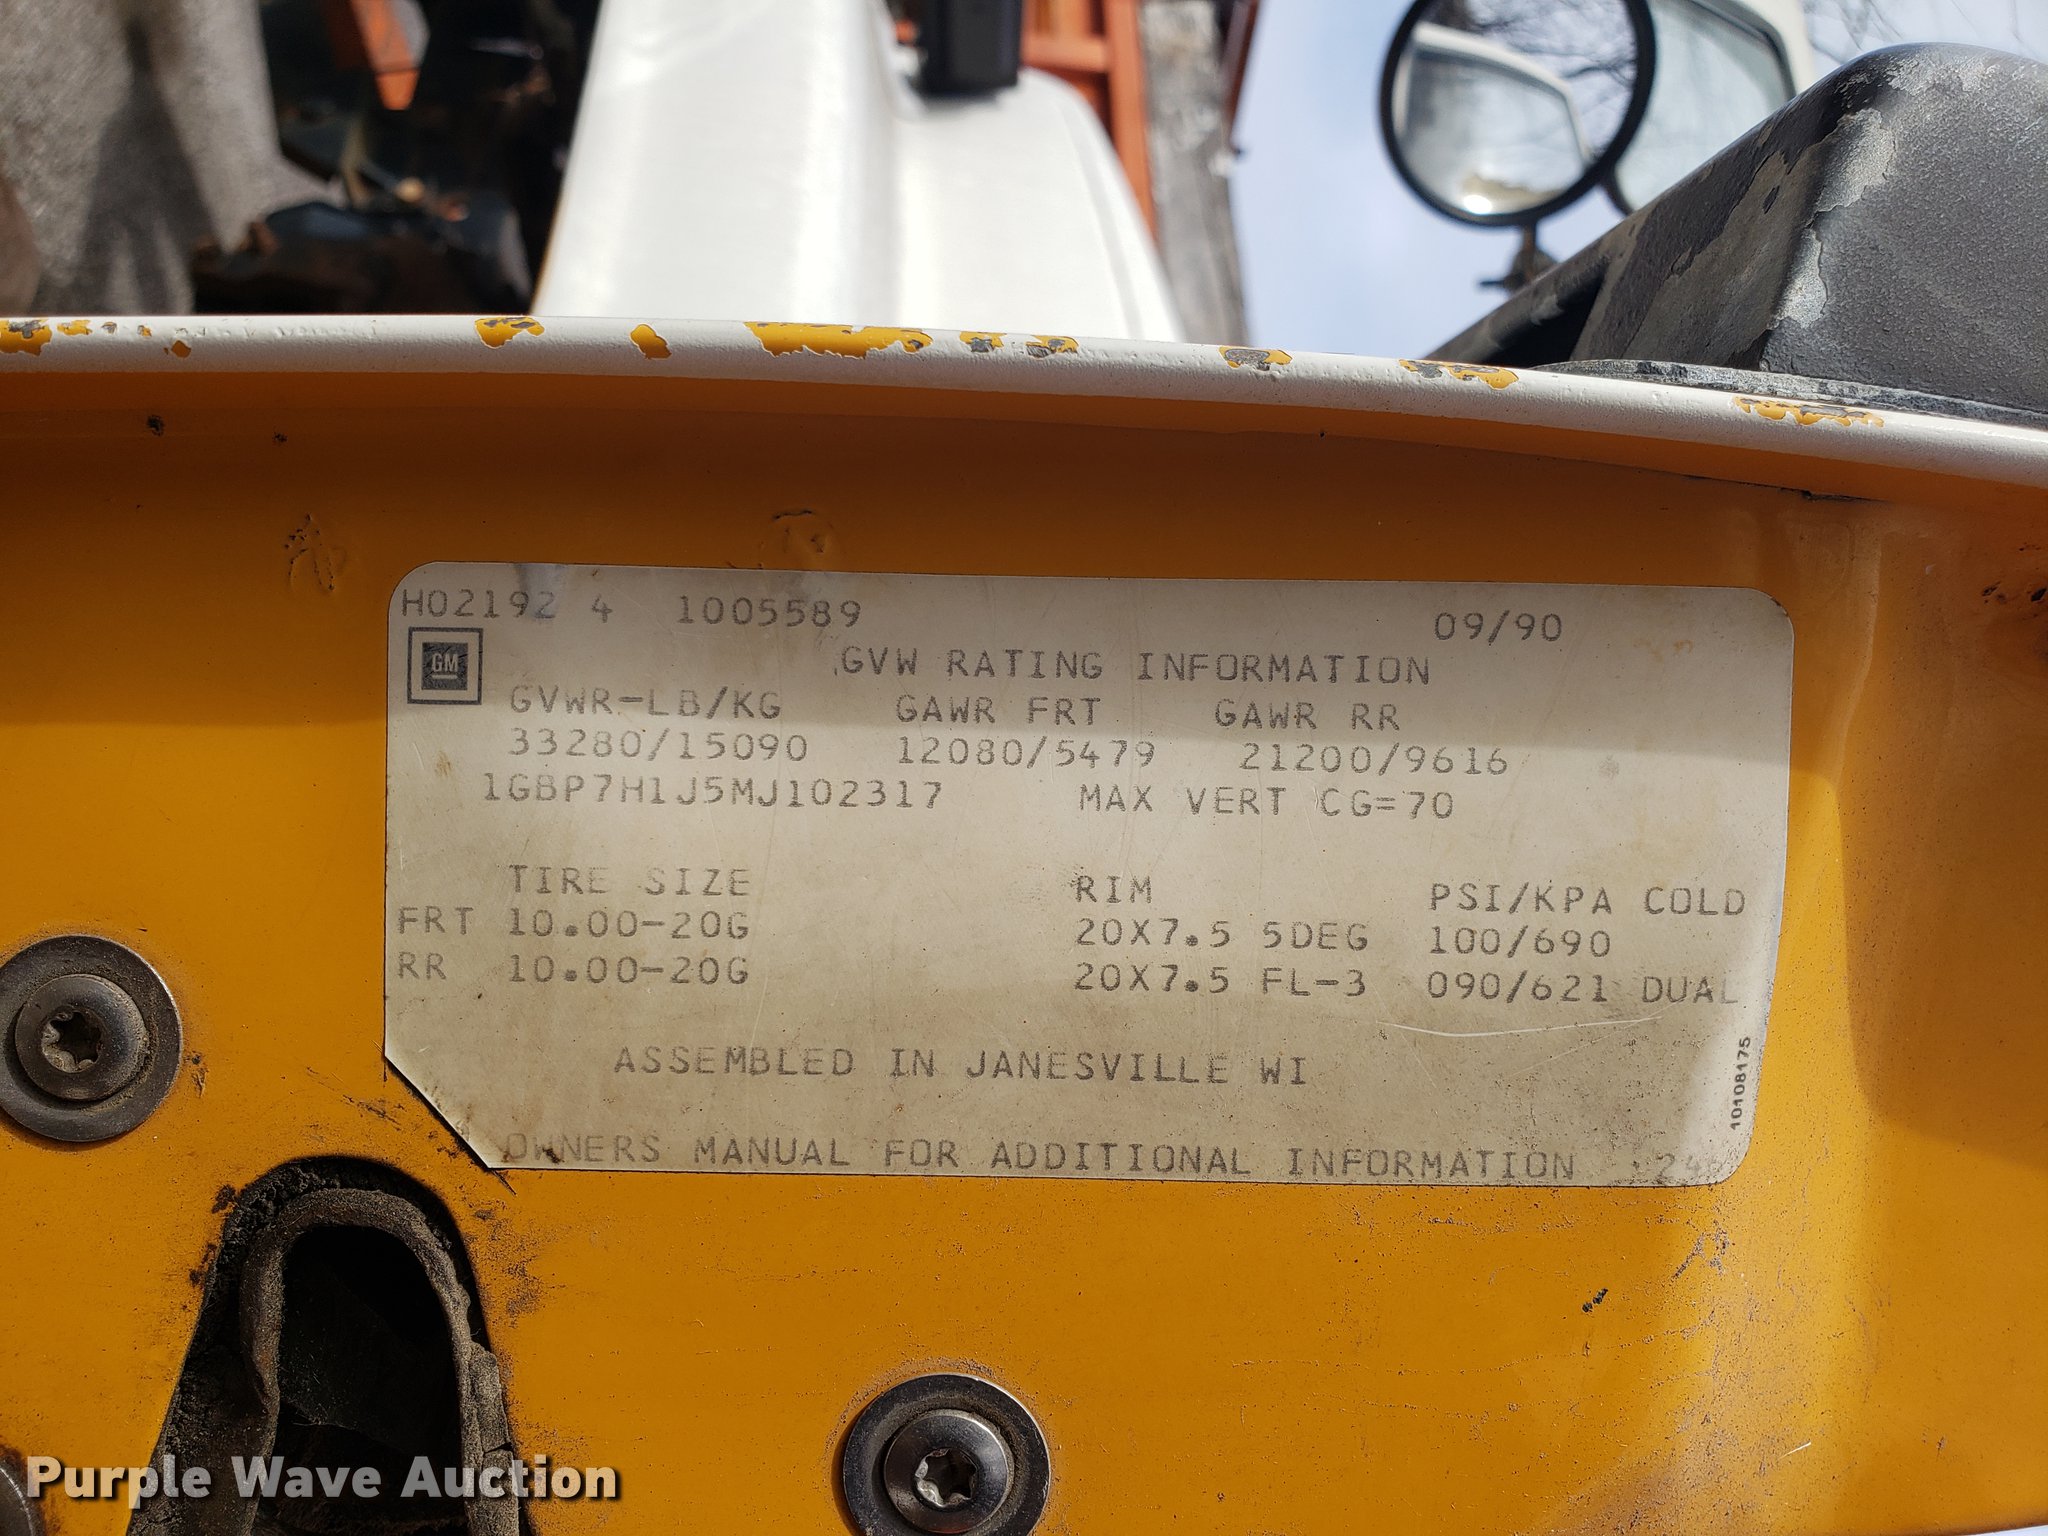 H02192 4 1005589 09/90
GM
GVW RATING INFORMATION
GVWR-LB/KG GAWR FRT GAWR RR
33280/15090 12080/5479 21200/9616
1GBP7H1J5MJ102317 MAX VERT CG=70
TIRE SIZE RIM PSI/KPA COLD
FRT 10.00-20G 20X7.5 5DEG 100/690
RR 10.00-20G 20X7.5 FL-3 090/621 DUAL
ASSEMBLED IN JANESVILLE WI
10108175
OWNERS MANUAL FOR ADDITIONAL INFORMATION
Purple Wave Auction